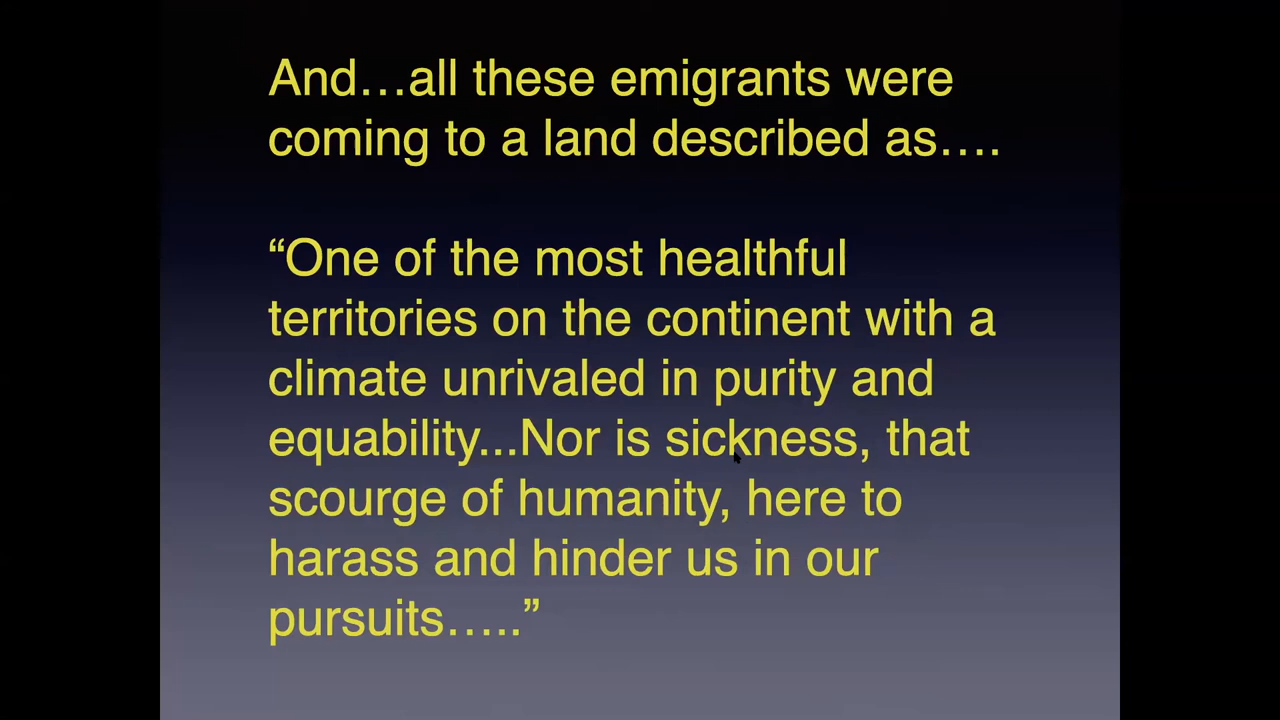 And…all these emigrants were
coming to a land described as….
“One of the most healthful
territories on the continent with a
climate unrivaled in purity and
equability...Nor is sickness, that
scourge of humanity, here to
harass and hinder us in our
pursuits…..”